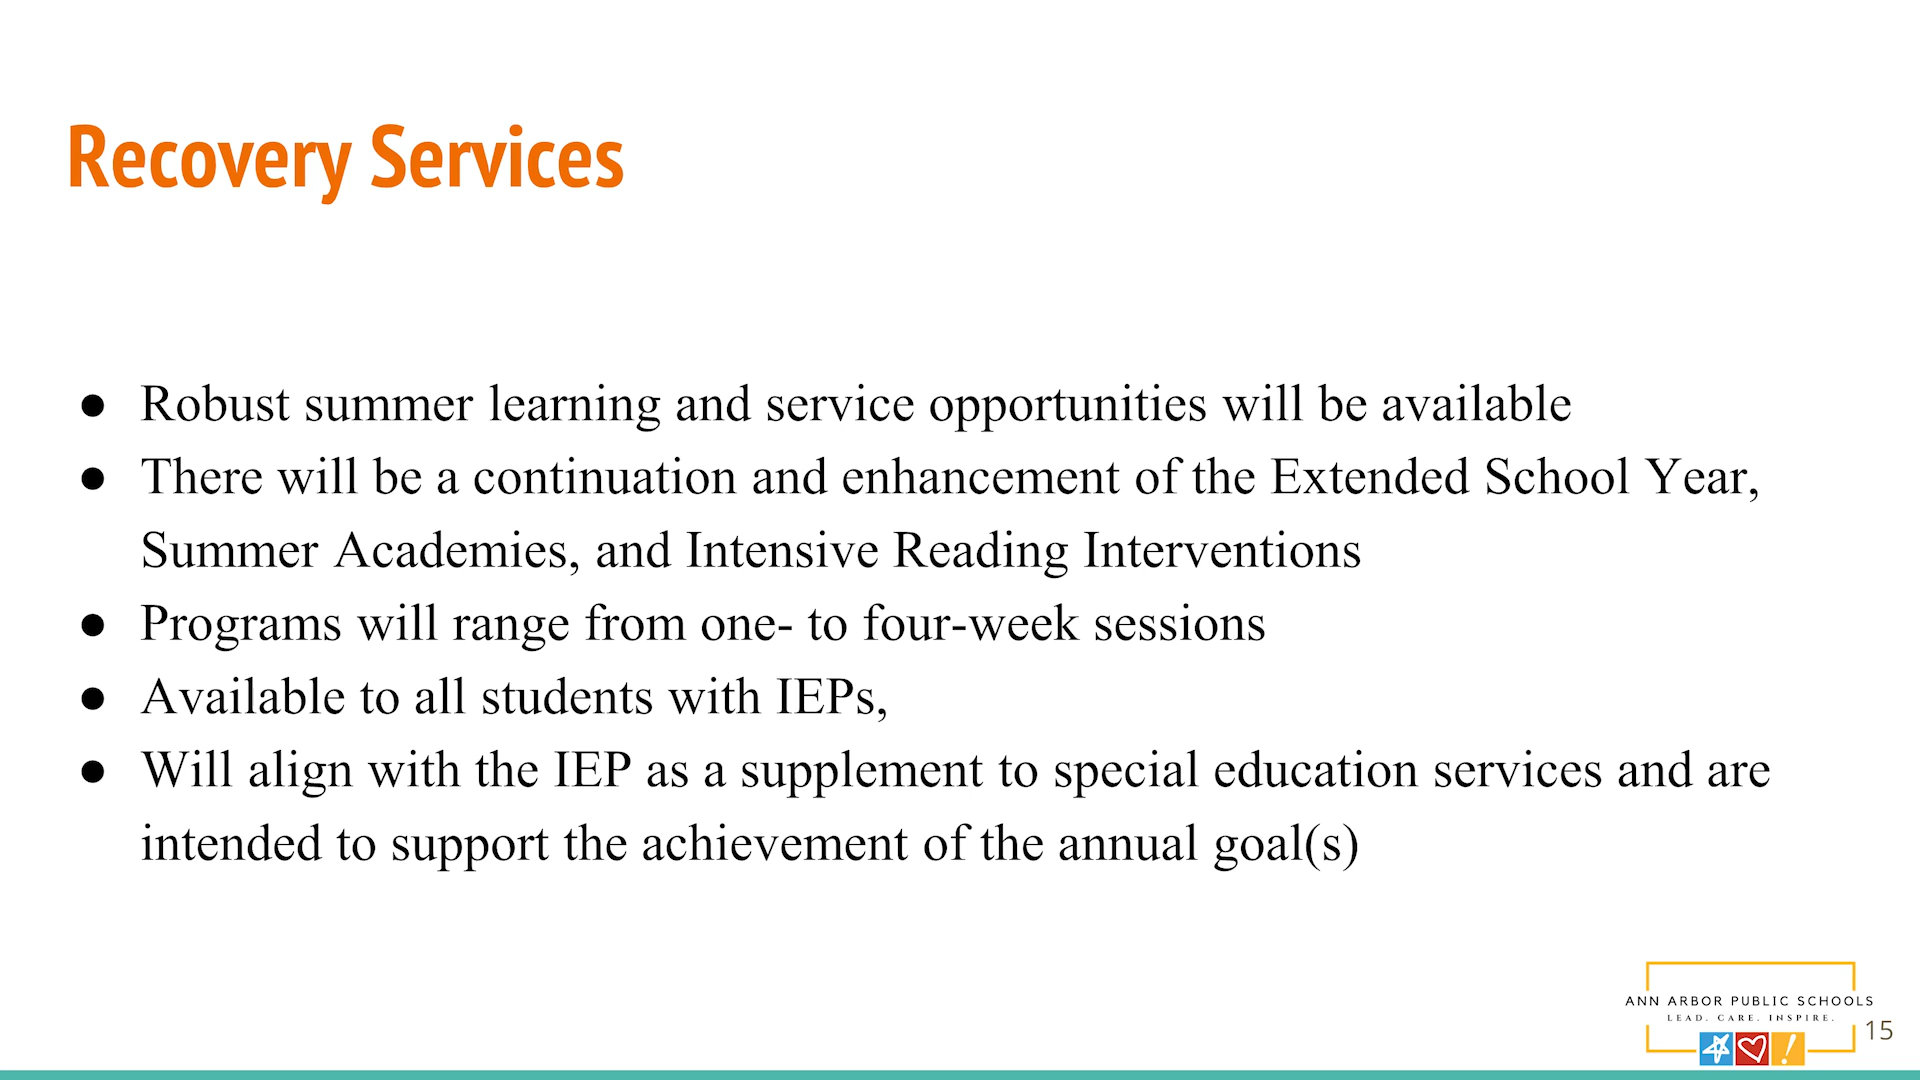 Recovery Services
● Robust summer learning and service opportunities will be available
● There will be a continuation and enhancement of the Extended School Year,
Summer Academies, and Intensive Reading Interventions
● Programs will range from one- to four-week sessions
● Available to all students with IEPs,
● Will align with the IEP as a supplement to special education services and are
intended to support the achievement of the annual goal(s)
ANN ARBOR PUBLIC SCHOOLS
LEAD. CARE. INSPIRE.
15